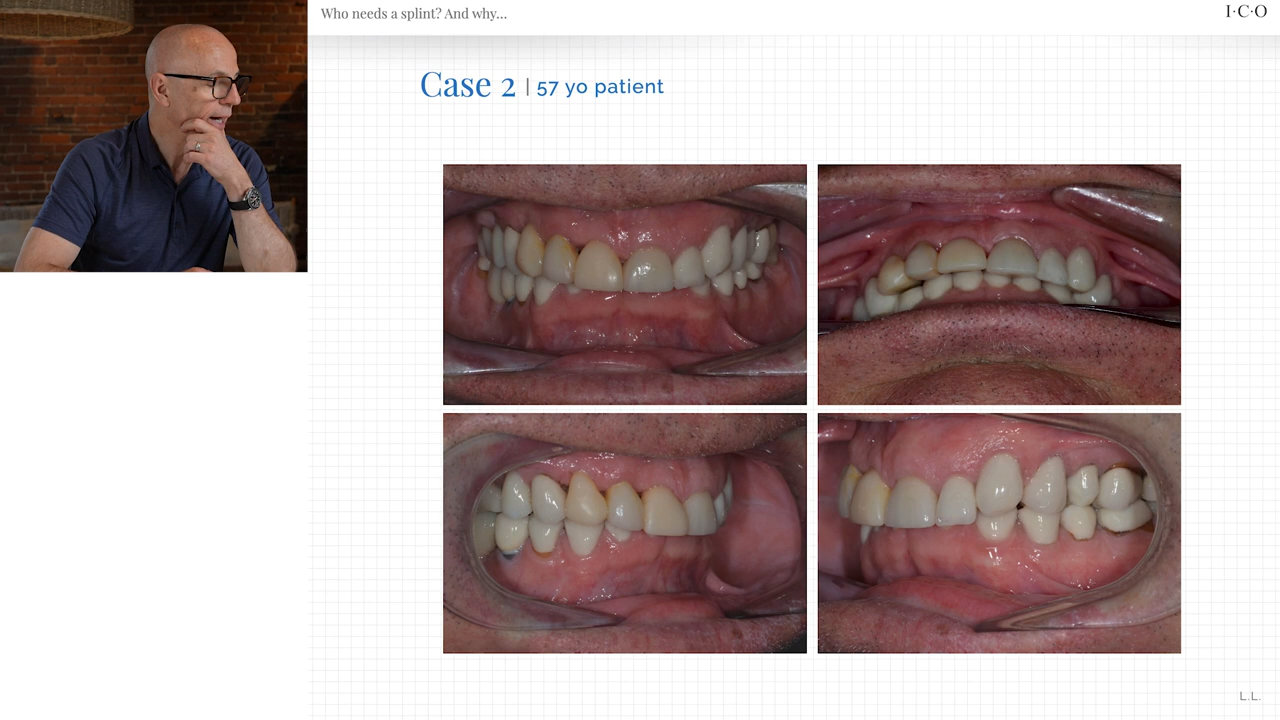 Who needs a splint? And why...
I·C·O
Case 2 | 57 yo patient
L.L.